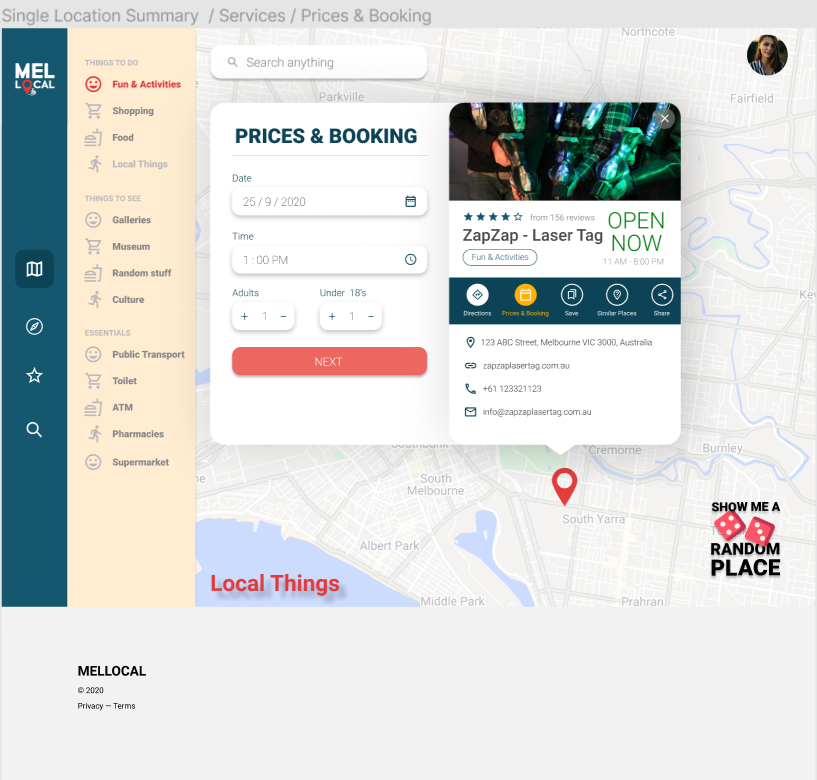 Single Location Summary / Services / Prices & Booking
MEL
LOCAL
THINGS TO DO
Fun & Activities
Shopping
Food
Local Things
THINGS TO SEE
Galleries
Museum
Random stuff
Culture
ESSENTIALS
Public Transport
Toilet
ATM
Pharmacies
Supermarket
Search anything
Northcote
Parkville
Fairfield
PRICES & BOOKING
Date
25 / 9 / 2020
Time
1 : 00 PM
Adults
Under 18's
+ 1 -
+ 1 -
NEXT
from 156 reviews
OPEN
NOW
ZapZap - Laser Tag
Fun & Activities
11 AM - 8:00 PM
Directions
Prices & Booking
Save
Similar Places
Share
123 ABC Street, Melbourne VIC 3000, Australia
zapzaplasertag.com.au
+61 123321123
info@zapzaplasertag.com.au
Southbank
Cremorne
Burnley
South
Melbourne
South Yarra
Albert Park
Middle Park
Prahran
Local Things
SHOW ME A
RANDOM
PLACE
MELLOCAL
© 2020
Privacy — Terms